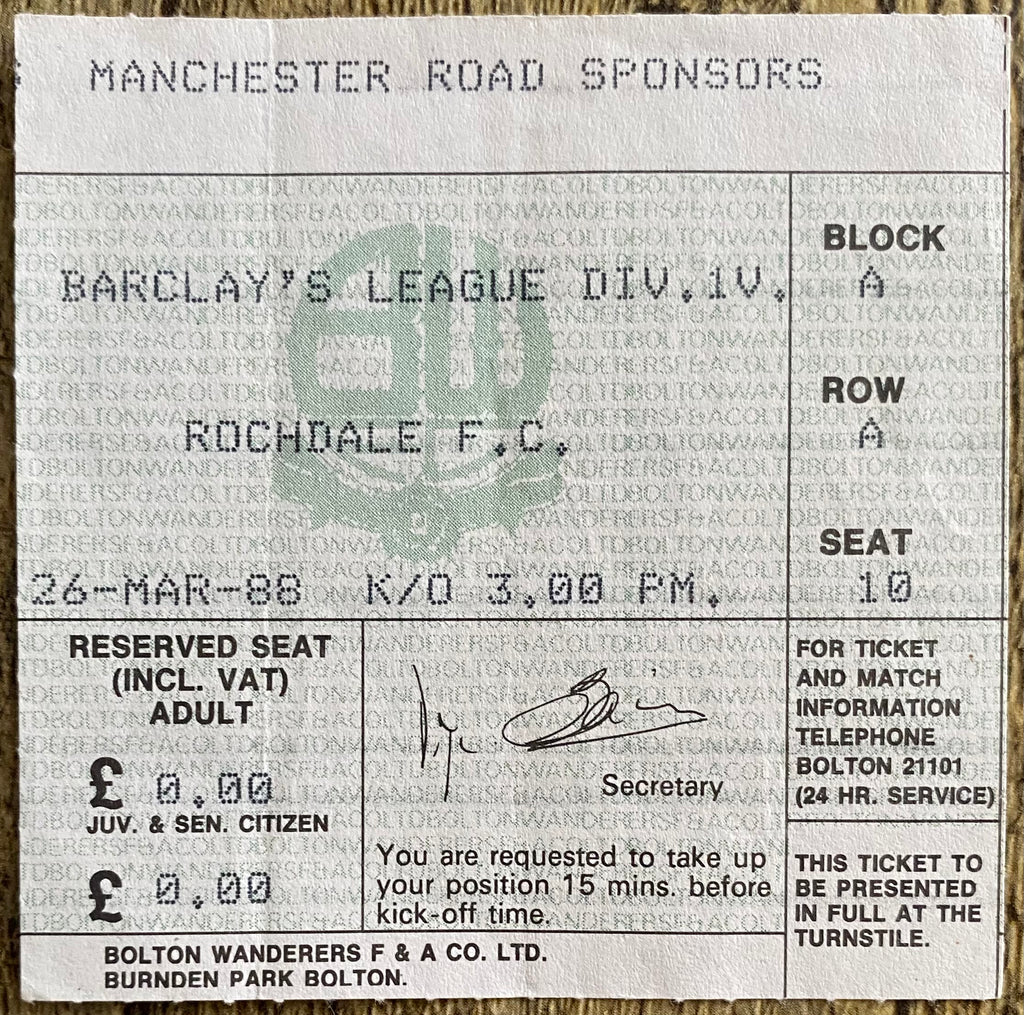 MANCHESTER ROAD SPONSORS
BARCLAY'S LEAGUE DIV.1V.
ROCHDALE F.C.
26-MAR-88 K/O 3.00 PM.
BLOCK
A
ROW
A
SEAT
10
RESERVED SEAT
(INCL. VAT)
ADULT
£ 0.00
JUV. & SEN. CITIZEN
£ 0.00
Secretary
You are requested to take up
your position 15 mins. before
kick-off time.
FOR TICKET
AND MATCH
INFORMATION
TELEPHONE
BOLTON 21101
(24 HR. SERVICE)
THIS TICKET TO
BE PRESENTED
IN FULL AT THE
TURNSTILE.
BOLTON WANDERERS F & A CO. LTD.
BURNDEN PARK BOLTON.